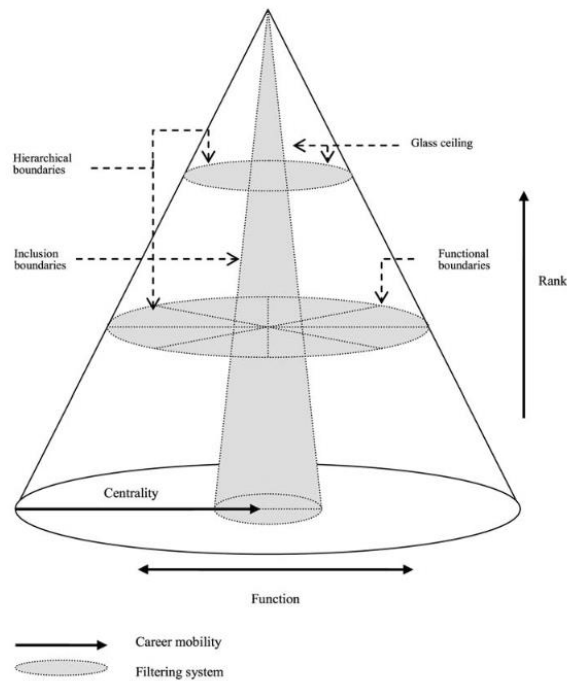 Glass ceiling
Hierarchical
boundaries
Inclusion
boundaries
Functional
boundaries
Rank
Centrality
Function
Career mobility
Filtering system